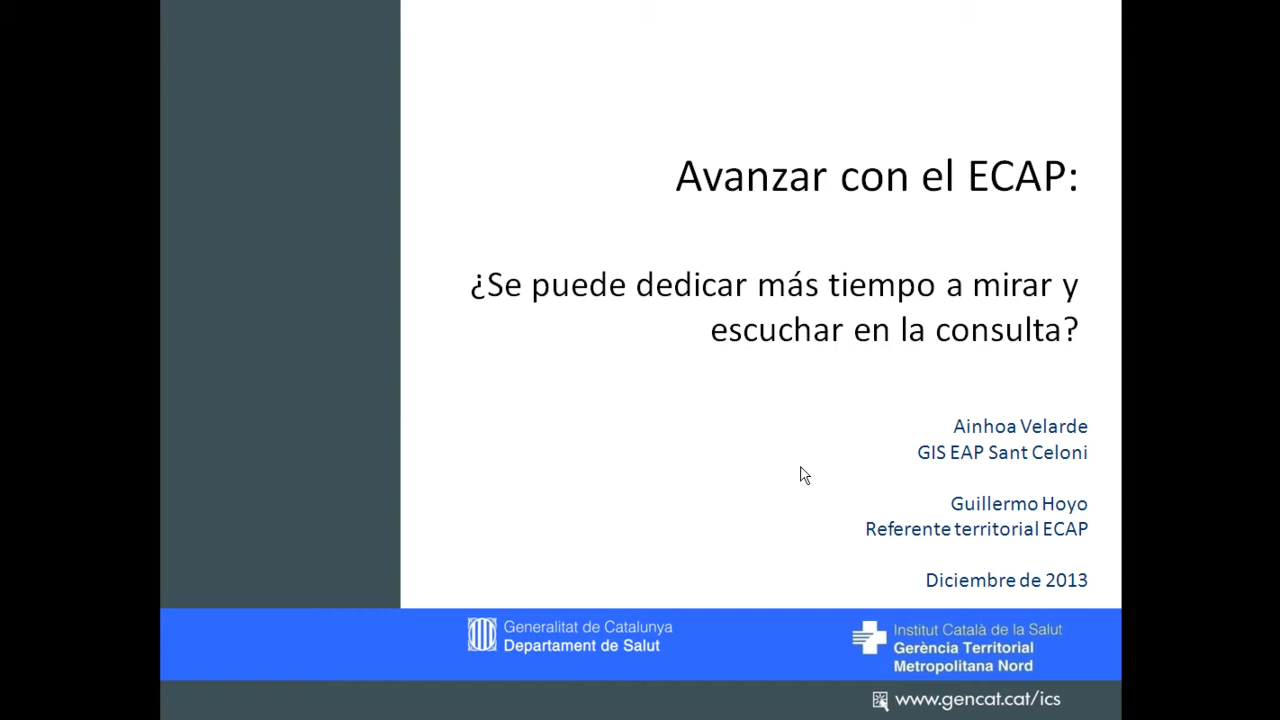 Avanzar con el ECAP:
¿Se puede dedicar más tiempo a mirar y
escuchar en la consulta?
Ainhoa Velarde
GIS EAP Sant Celoni
Guillermo Hoyo
Referente territorial ECAP
Diciembre de 2013
Generalitat de Catalunya
Departament de Salut
Institut Català de la Salut
Gerència Territorial
Metropolitana Nord
www.gencat.cat/ics